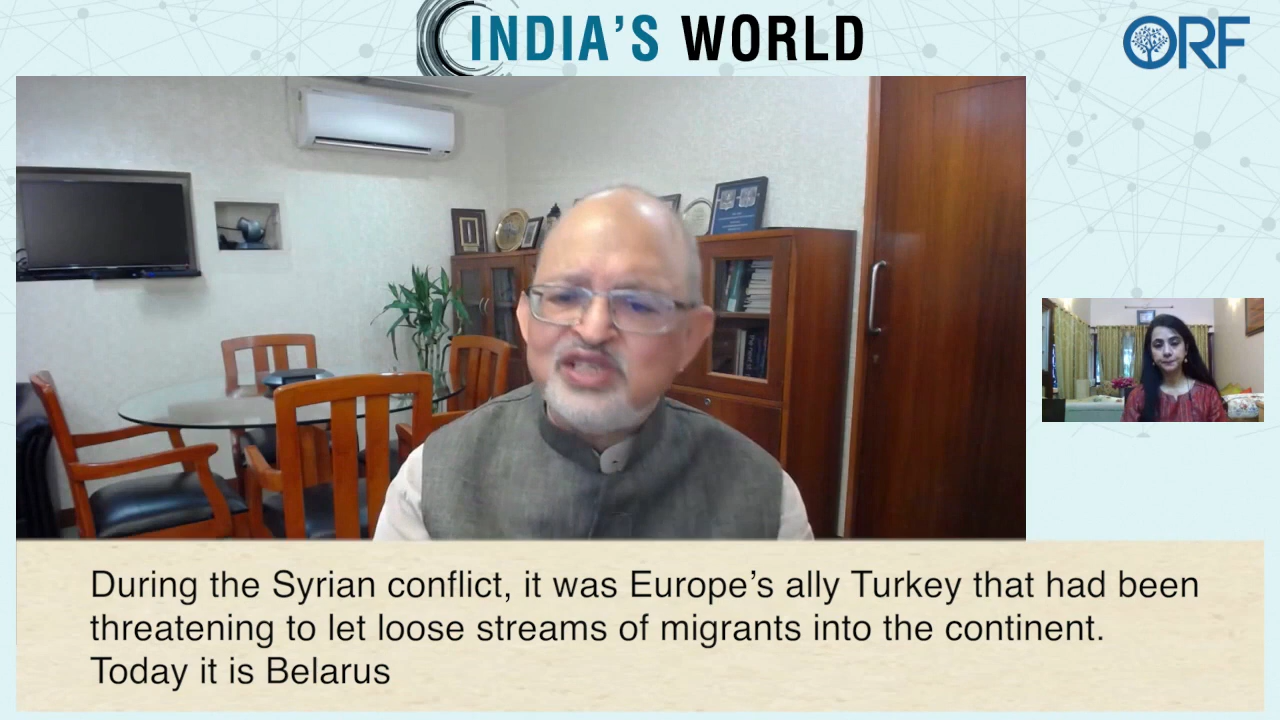 INDIA'S WORLD
ORF
During the Syrian conflict, it was Europe's ally Turkey that had been
threatening to let loose streams of migrants into the continent.
Today it is Belarus